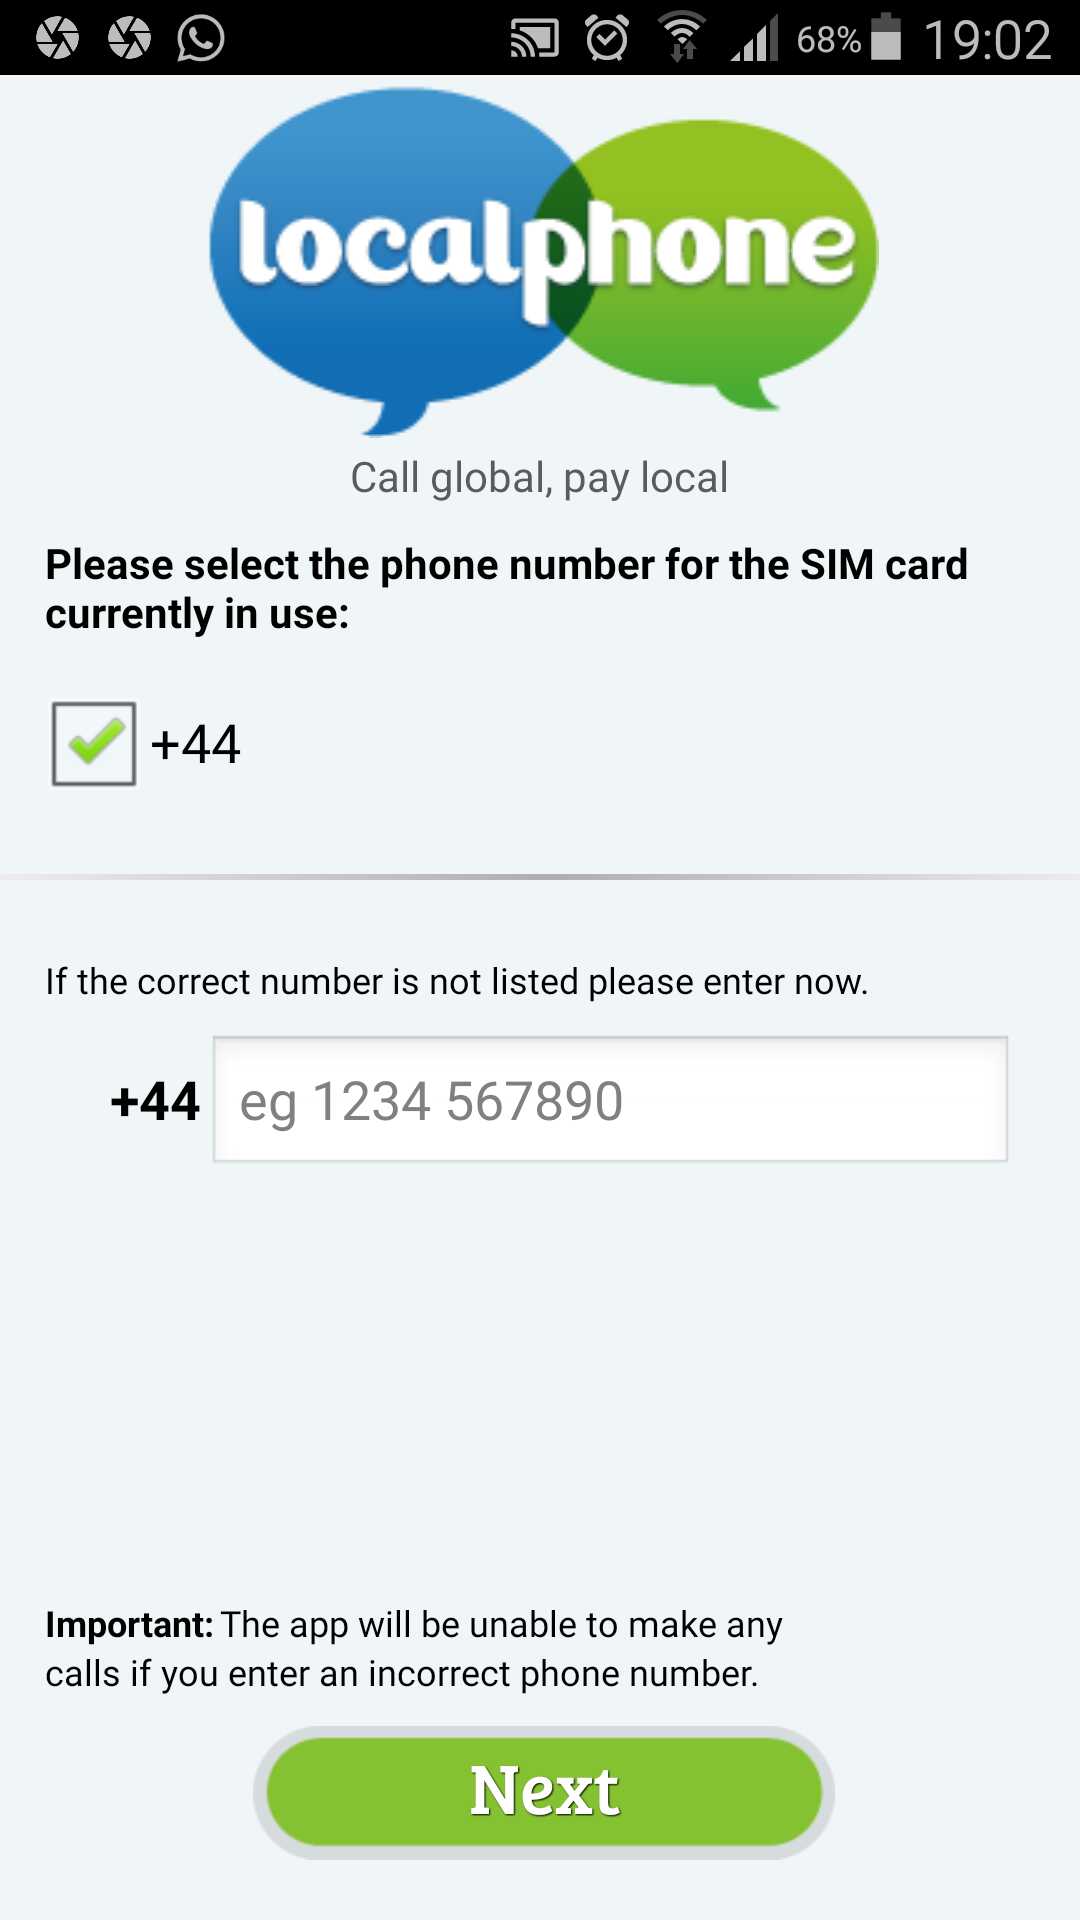 68% 19:02
localphone
Call global, pay local
Please select the phone number for the SIM card
currently in use:
+44
If the correct number is not listed please enter now.
+44 eg 1234 567890
Important: The app will be unable to make any
calls if you enter an incorrect phone number.
Next